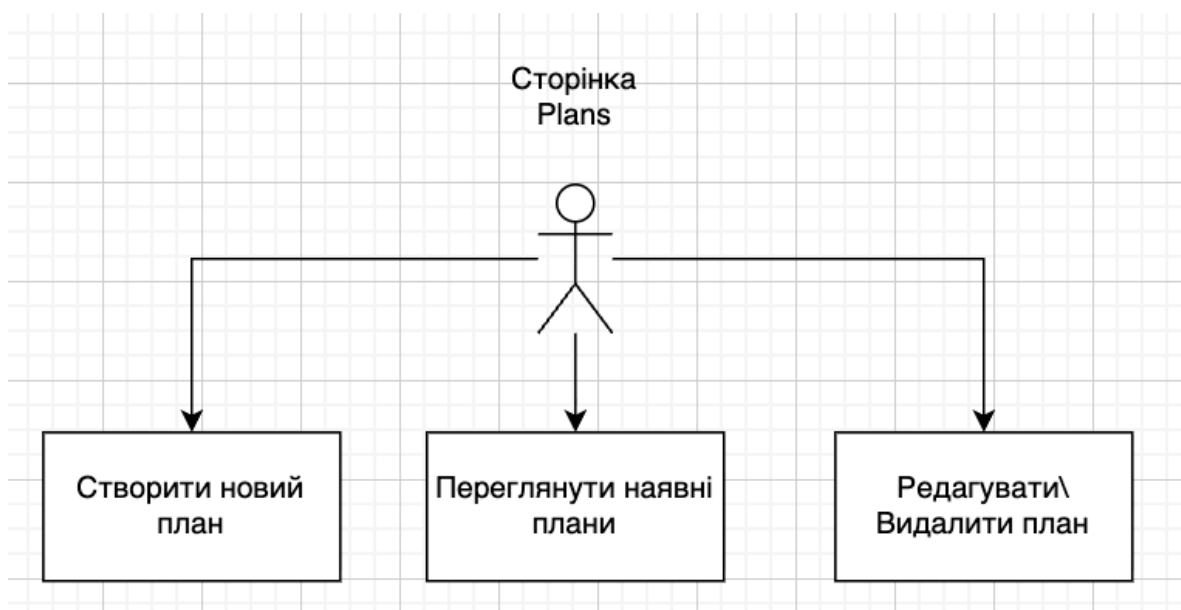 Сторінка
Plans
Створити новий
план
Переглянути наявні
плани
Редагувати\
Видалити план